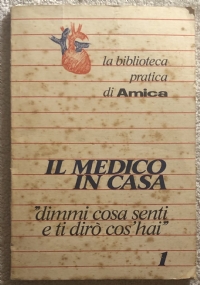 la biblioteca
pratica
di Amica
IL MEDICO
IN CASA
"dimmi cosa senti
e ti dirò cos'hai"
1